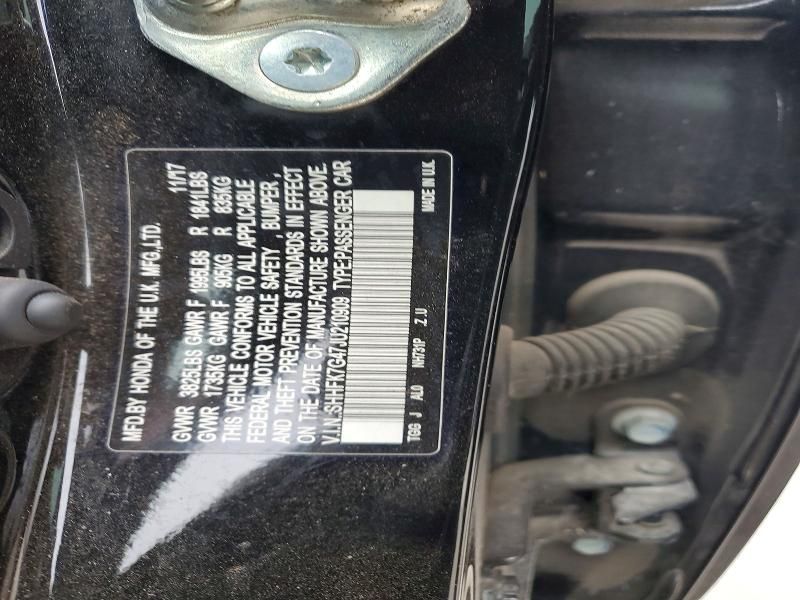 MFD.BY HONDA OF THE U.K. MFG.,LTD. 11/17
GVWR 3825LBS GAWR F 1995LBS R 1841LBS
GVWR 1735KG GAWR F 905KG R 835KG
THIS VEHICLE CONFORMS TO ALL APPLICABLE
FEDERAL MOTOR VEHICLE SAFETY , BUMPER ,
AND THEFT PREVENTION STANDARDS IN EFFECT
ON THE DATE OF MANUFACTURE SHOWN ABOVE.
V.I.N.:SHHFK7G47JU210909 TYPE:PASSENGER CAR
TGG J AL0 NH731P Z U MADE IN U.K.